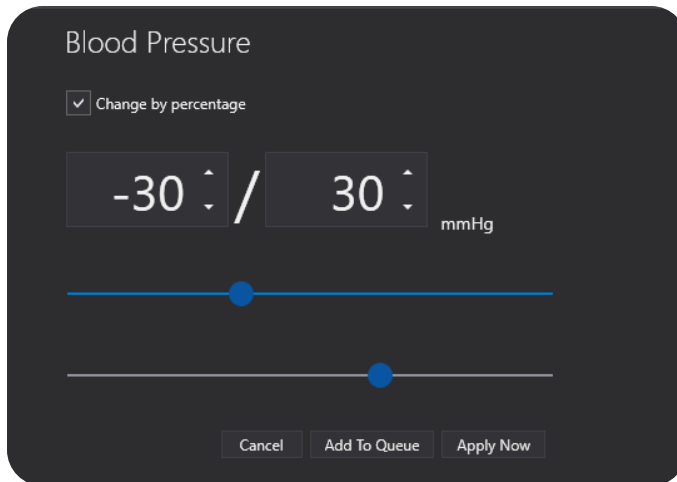 Blood Pressure
Change by percentage
-30 / 30 mmHg
Cancel Add To Queue Apply Now